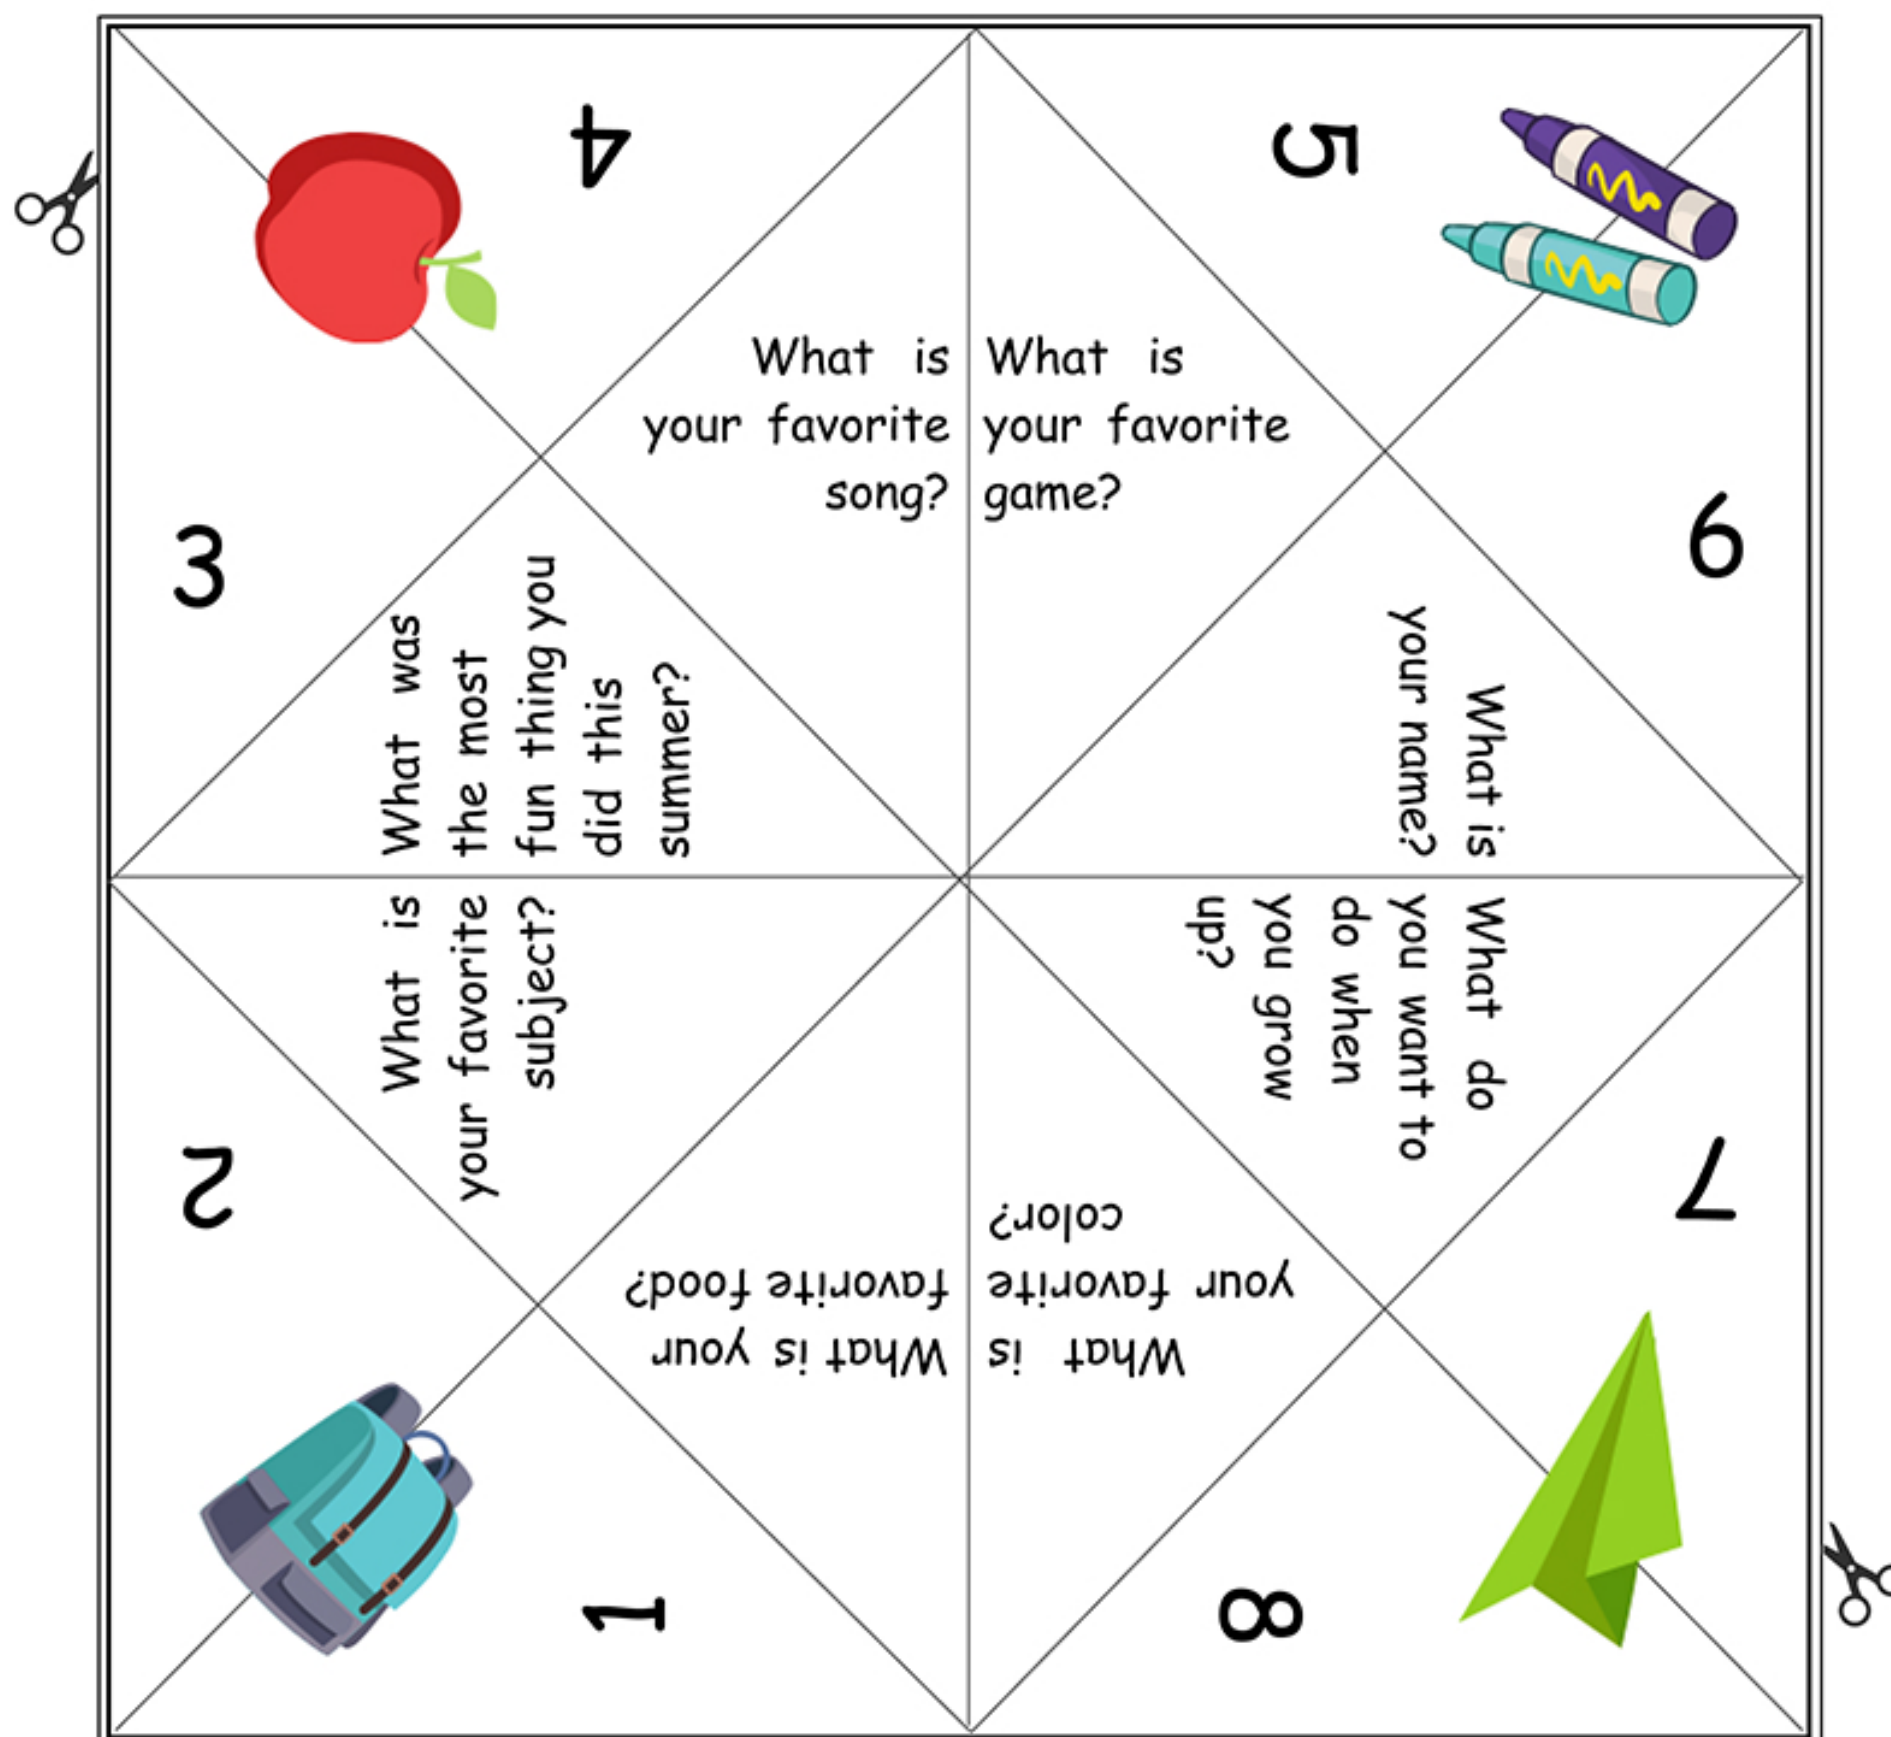 4
5
What is
your favorite
song?
What is
your favorite
game?
3
6
What was
the most
fun thing you
did this
summer?
What is
your name?
What is
your favorite
subject?
What do
you want to
do when
you grow
up?
2
7
What is your
favorite food?
What is
your favorite
color?
1
8